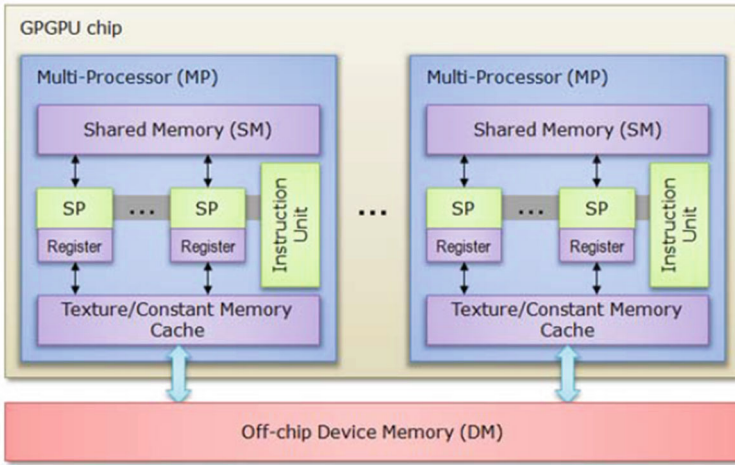 GPGPU chip
Multi-Processor (MP)
Shared Memory (SM)
SP
...
SP
Register
Register
Instruction
Unit
Texture/Constant Memory
Cache
...
Multi-Processor (MP)
Shared Memory (SM)
SP
...
SP
Register
Register
Instruction
Unit
Texture/Constant Memory
Cache
Off-chip Device Memory (DM)